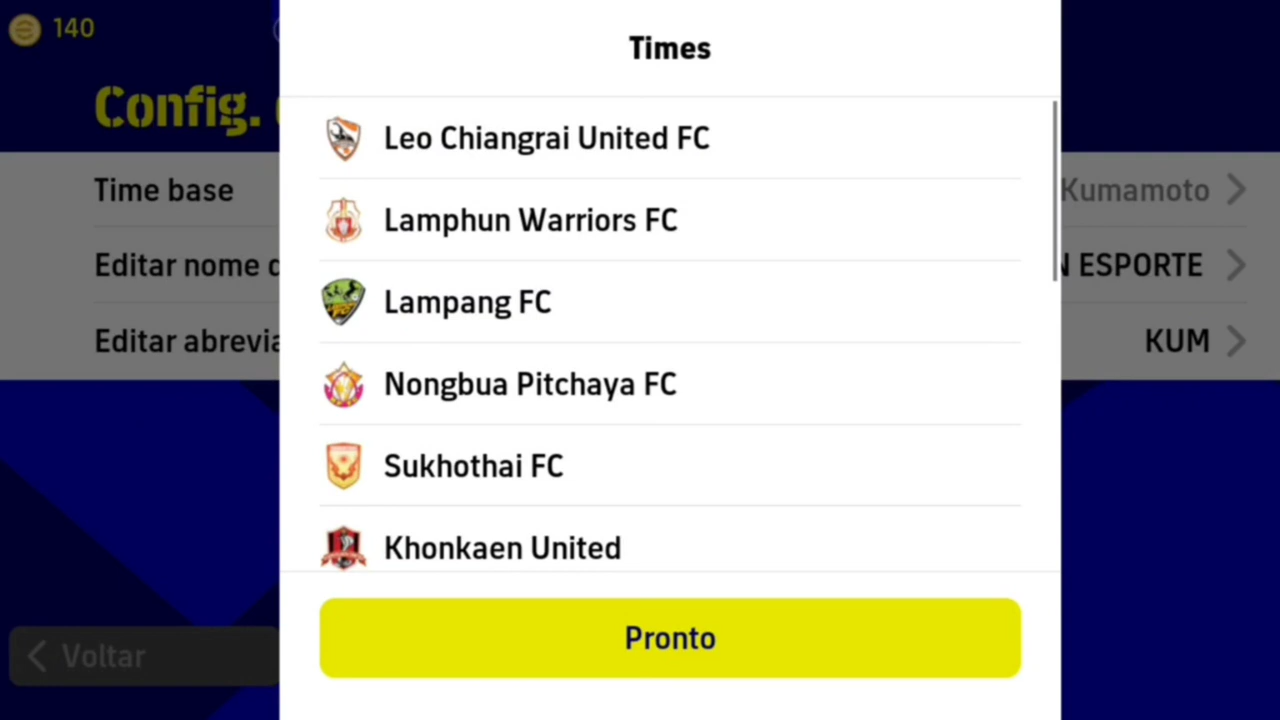 140
Times
Config.
Leo Chiangrai United FC
Time base
Kumamoto
Lamphun Warriors FC
Editar nome
ESPORTE
Lampang FC
Editar
KUM
Nongbua Pitchaya FC
Sukhothai FC
Khonkaen United
Pronto
Voltar